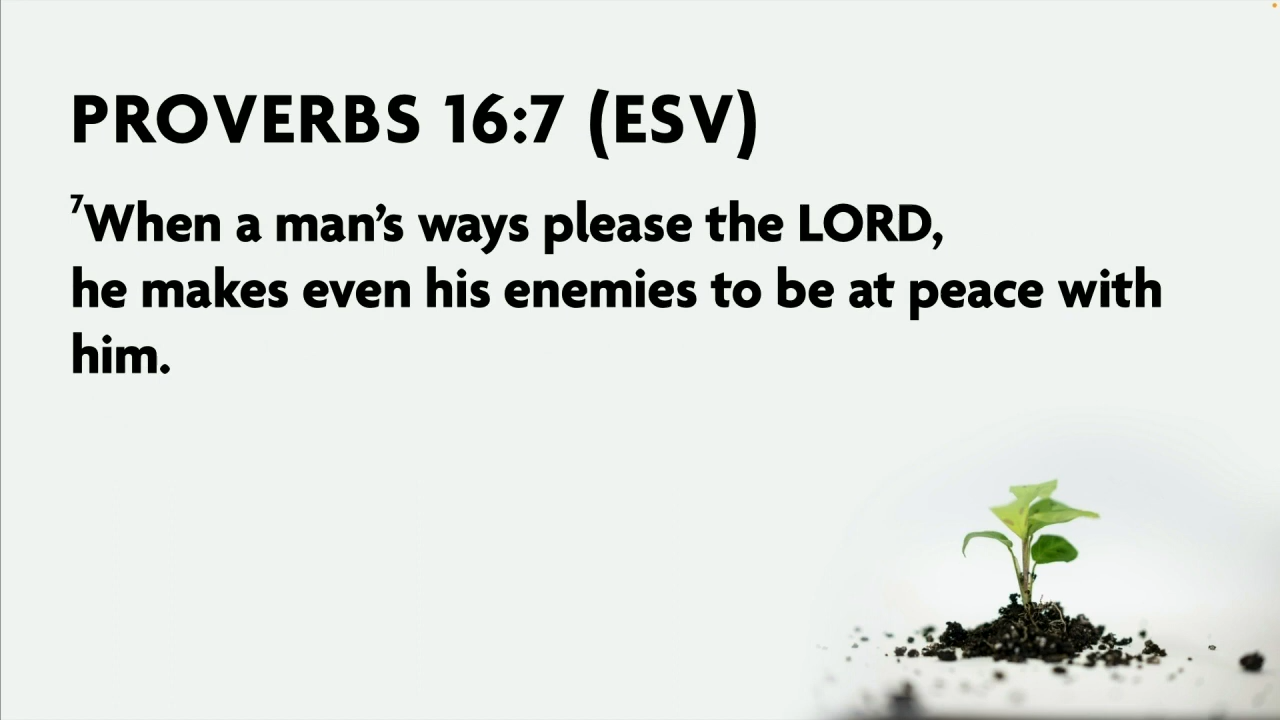 PROVERBS 16:7 (ESV)
⁷When a man’s ways please the LORD,
he makes even his enemies to be at peace with
him.